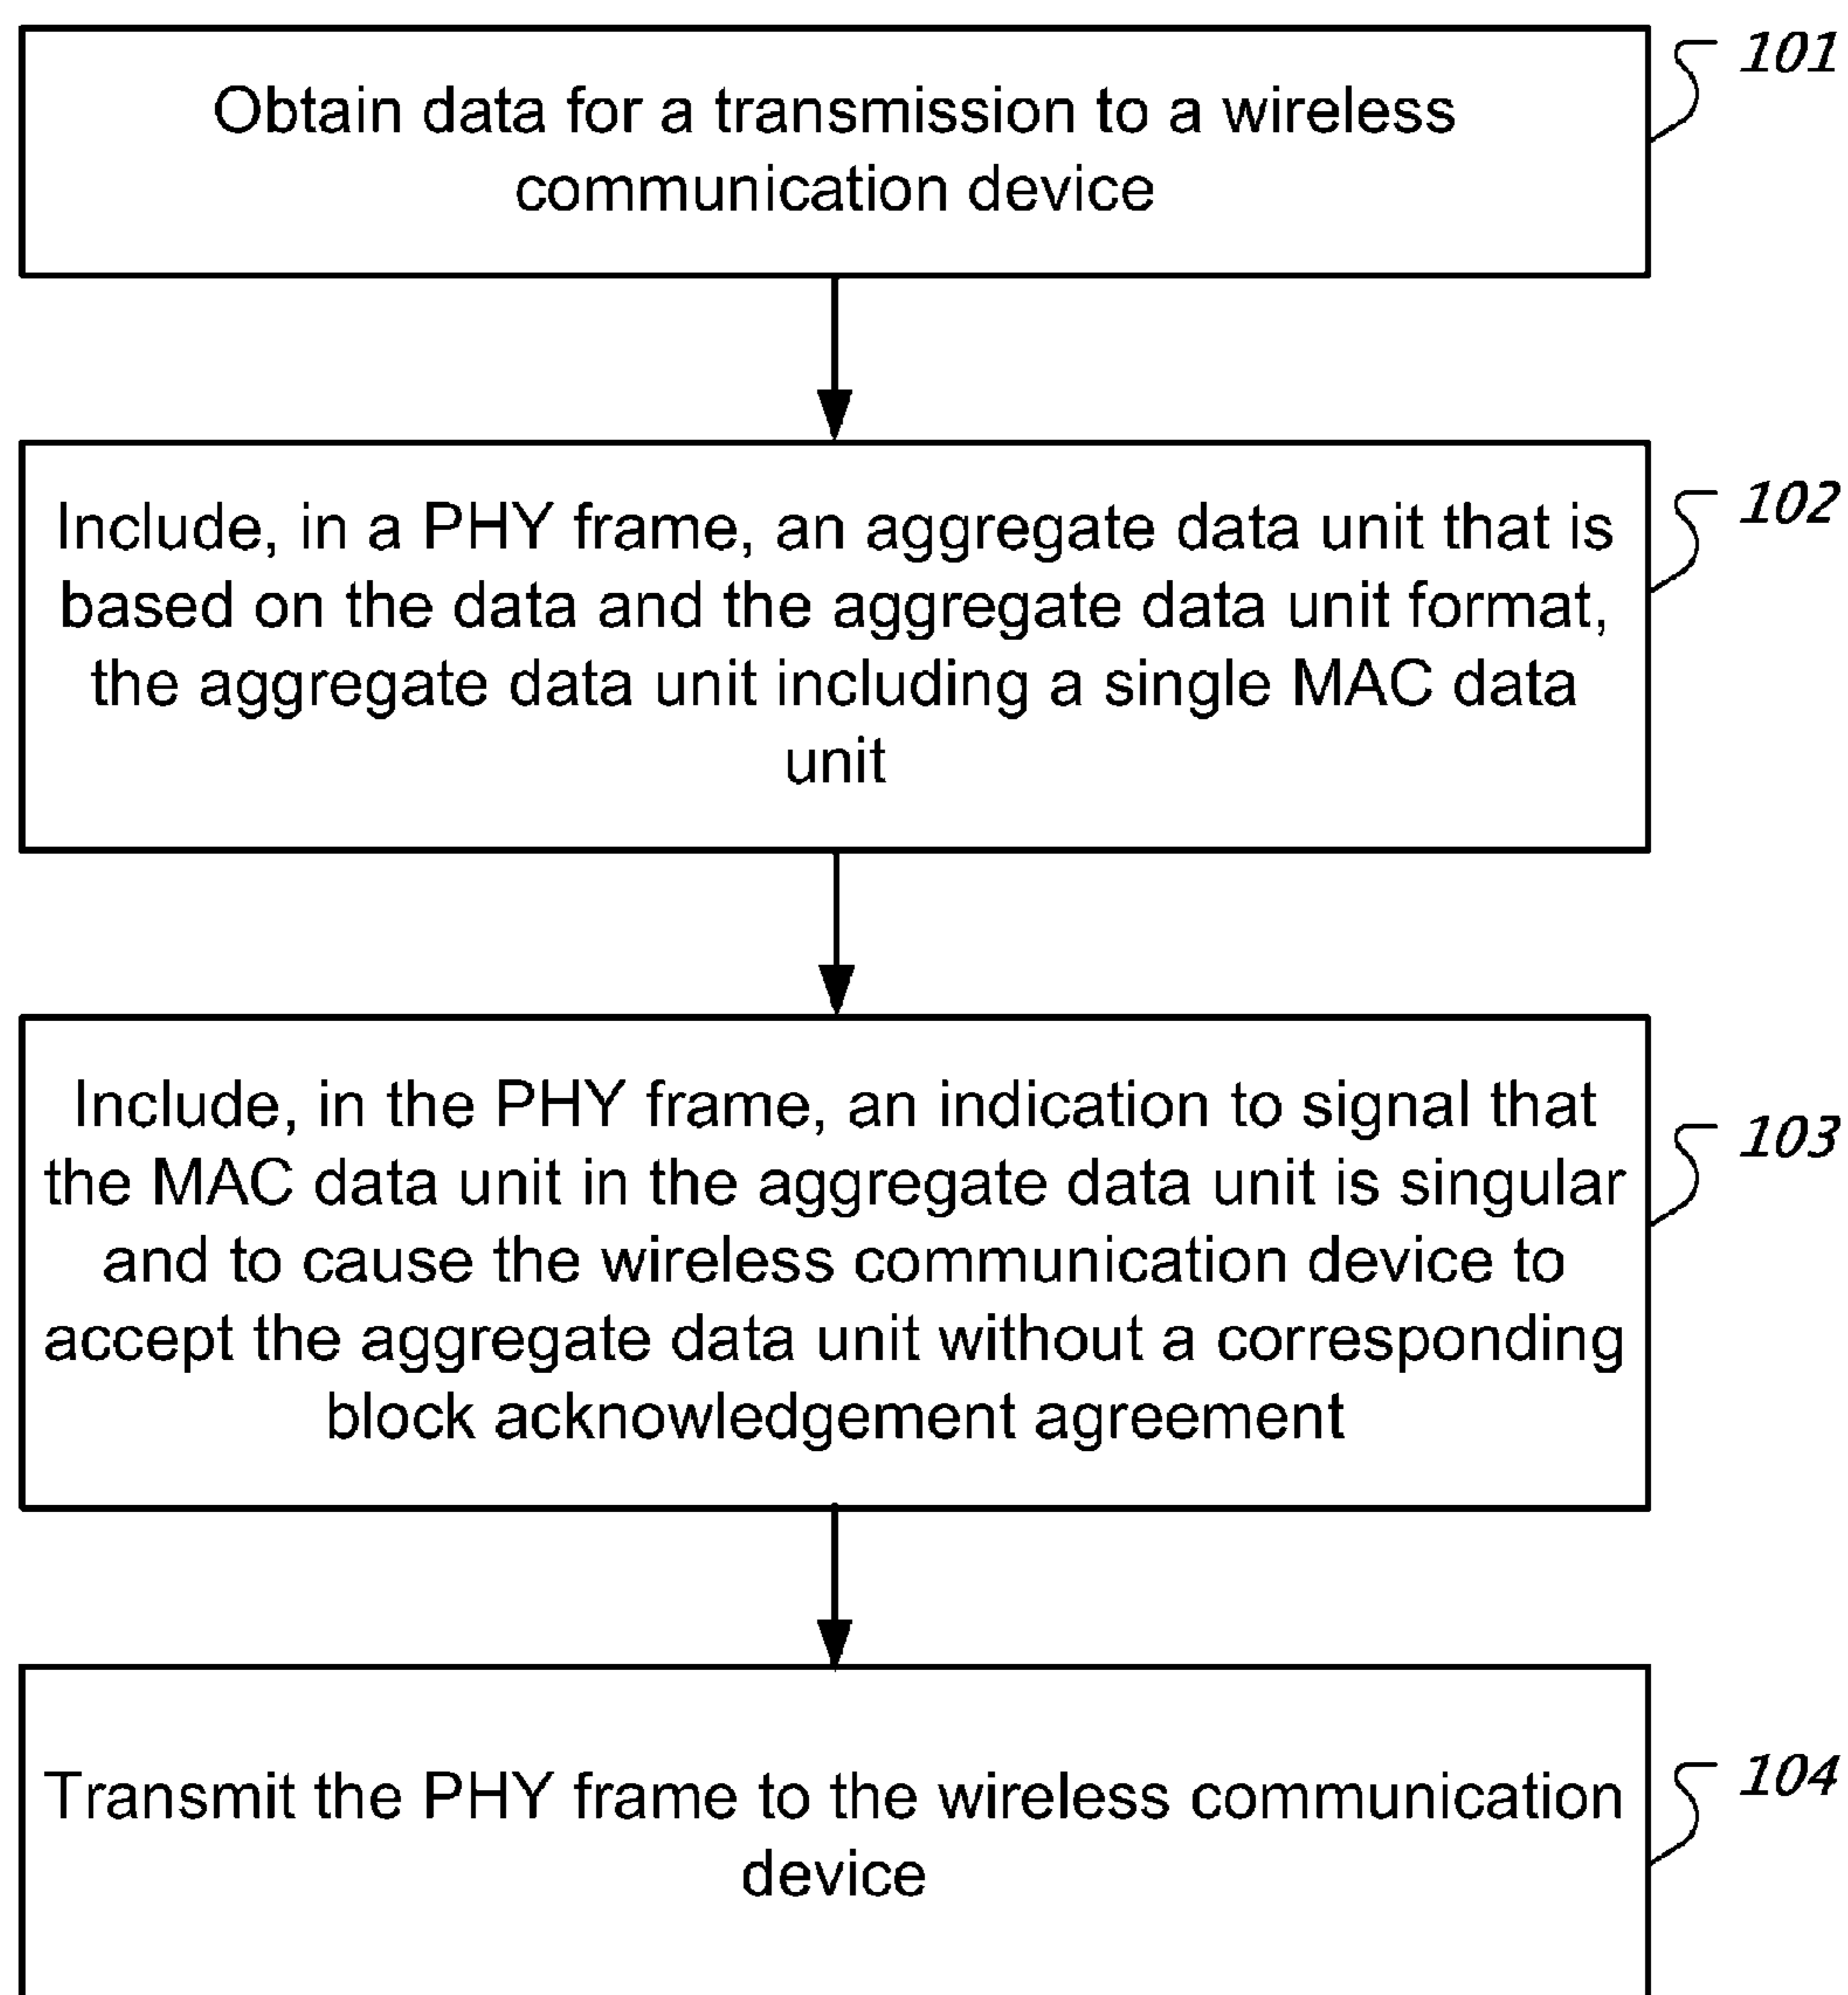 101
Obtain data for a transmission to a wireless
communication device
102
Include, in a PHY frame, an aggregate data unit that is
based on the data and the aggregate data unit format,
the aggregate data unit including a single MAC data
unit
103
Include, in the PHY frame, an indication to signal that
the MAC data unit in the aggregate data unit is singular
and to cause the wireless communication device to
accept the aggregate data unit without a corresponding
block acknowledgement agreement
104
Transmit the PHY frame to the wireless communication
device